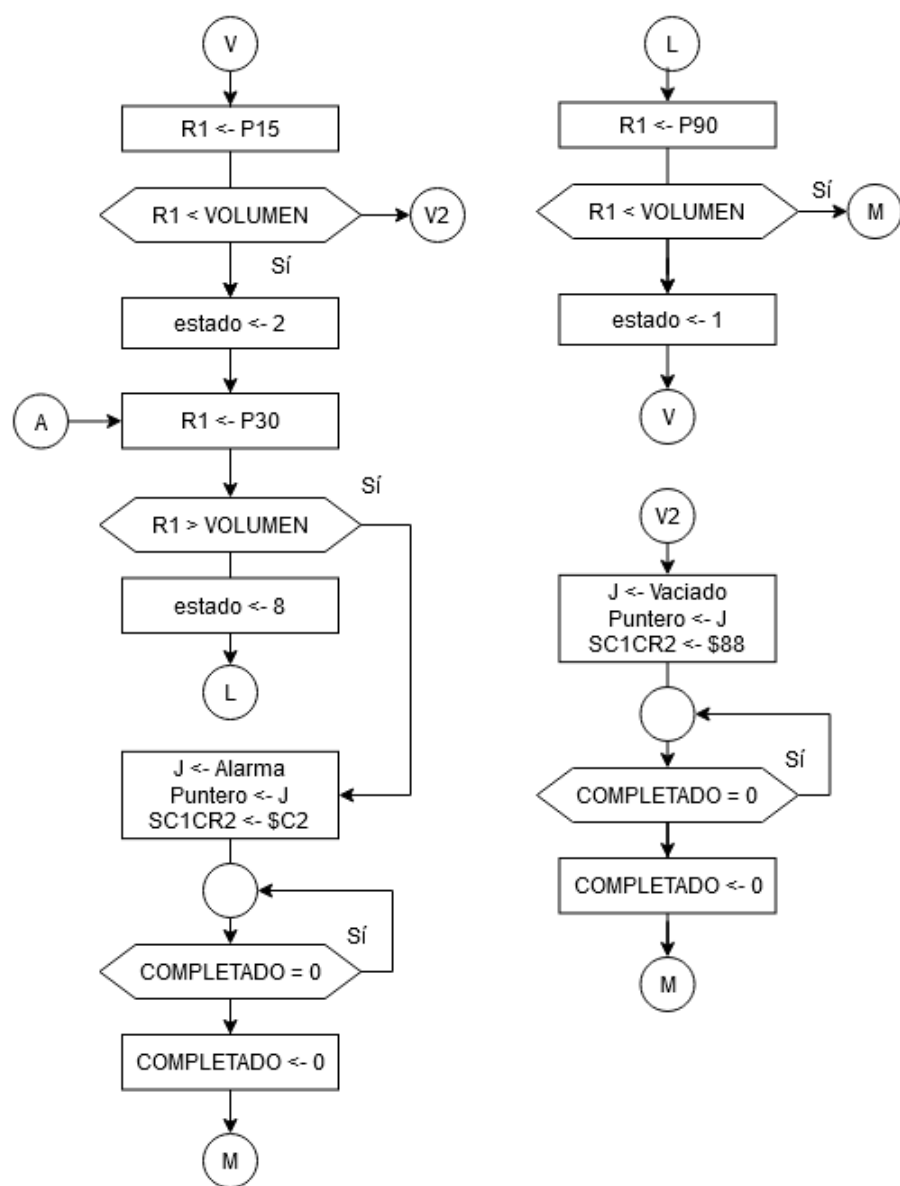 V
R1 <- P15
R1 < VOLUMEN
V2
Sí
estado <- 2
A
R1 <- P30
Sí
R1 > VOLUMEN
estado <- 8
L
J <- Alarma
Puntero <- J
SC1CR2 <- $C2
Sí
COMPLETADO = 0
COMPLETADO <- 0
M
L
R1 <- P90
Sí
R1 < VOLUMEN
M
estado <- 1
V
V2
J <- Vaciado
Puntero <- J
SC1CR2 <- $88
Sí
COMPLETADO = 0
COMPLETADO <- 0
M